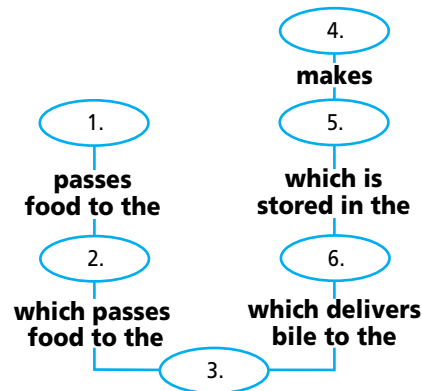 4.
makes
1.
5.
passes
food to the
which is
stored in the
2.
6.
which passes
food to the
which delivers
bile to the
3.